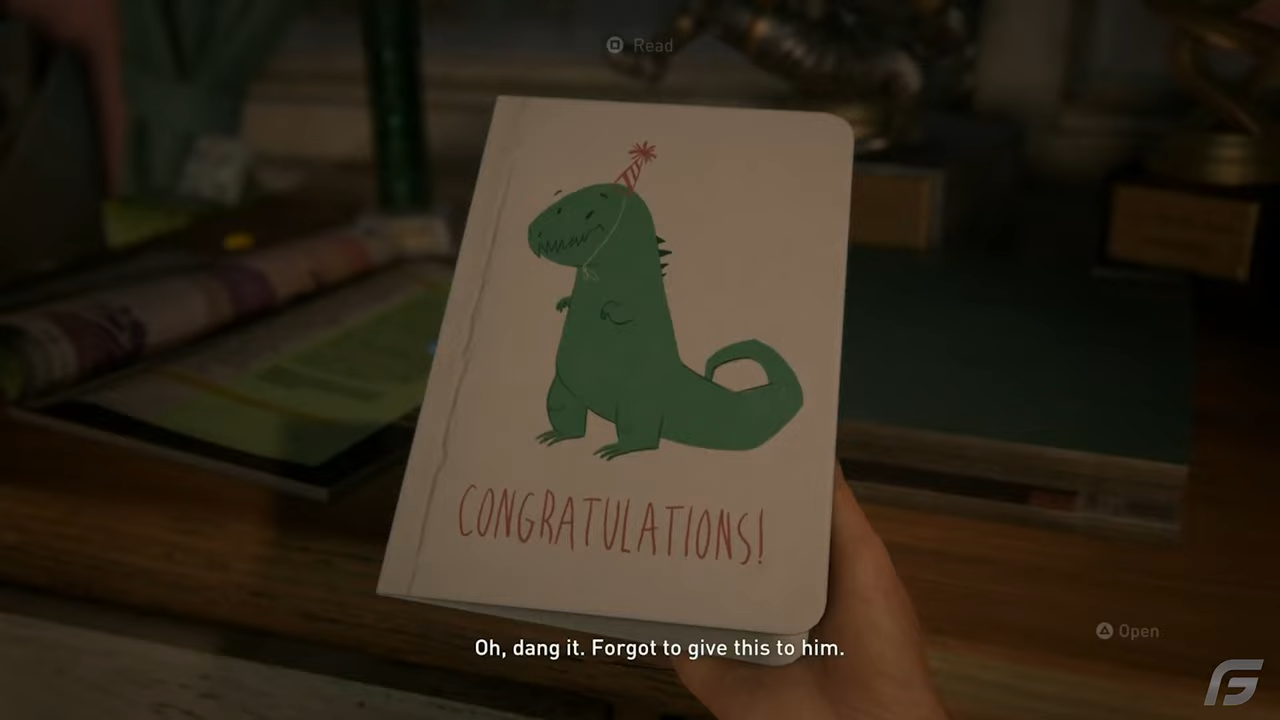 Read
CONGRATULATIONS!
Open
Oh, dang it. Forgot to give this to him.